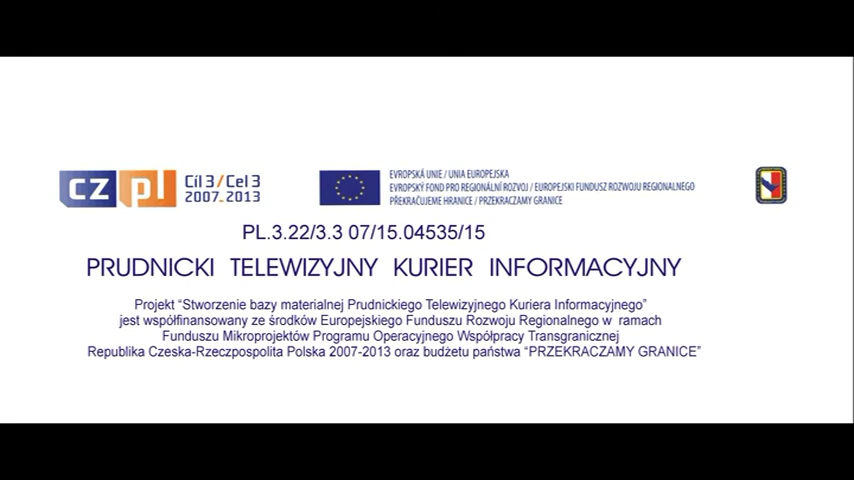 cz pl Cíl 3 / Cel 3
2007_2013
EVROPSKÁ UNIE / UNIA EUROPEJSKA
EVROPSKÝ FOND PRO REGIONÁLNÍ ROZVOJ / EUROPEJSKI FUNDUSZ ROZWOJU REGIONALNEGO
PŘEKRAČUJEME HRANICE / PRZEKRACZAMY GRANICE
PL.3.22/3.3 07/15.04535/15
PRUDNICKI TELEWIZYJNY KURIER INFORMACYJNY
Projekt “Stworzenie bazy materialnej Prudnickiego Telewizyjnego Kuriera Informacyjnego”
jest współfinansowany ze środków Europejskiego Funduszu Rozwoju Regionalnego w ramach
Funduszu Mikroprojektów Programu Operacyjnego Współpracy Transgranicznej
Republika Czeska-Rzeczpospolita Polska 2007-2013 oraz budżetu państwa “PRZEKRACZAMY GRANICE”